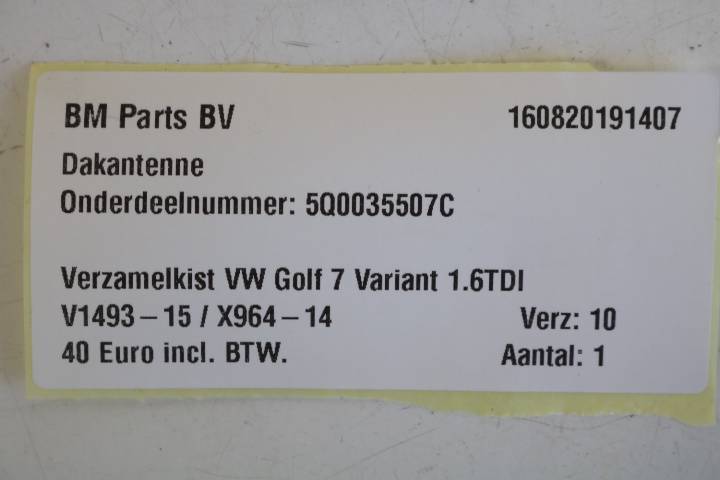 BM Parts BV 160820191407
Dakantenne
Onderdeelnummer: 5Q0035507C
Verzamelkist VW Golf 7 Variant 1.6TDI
V1493-15 / X964-14 Verz: 10
40 Euro incl. BTW. Aantal: 1